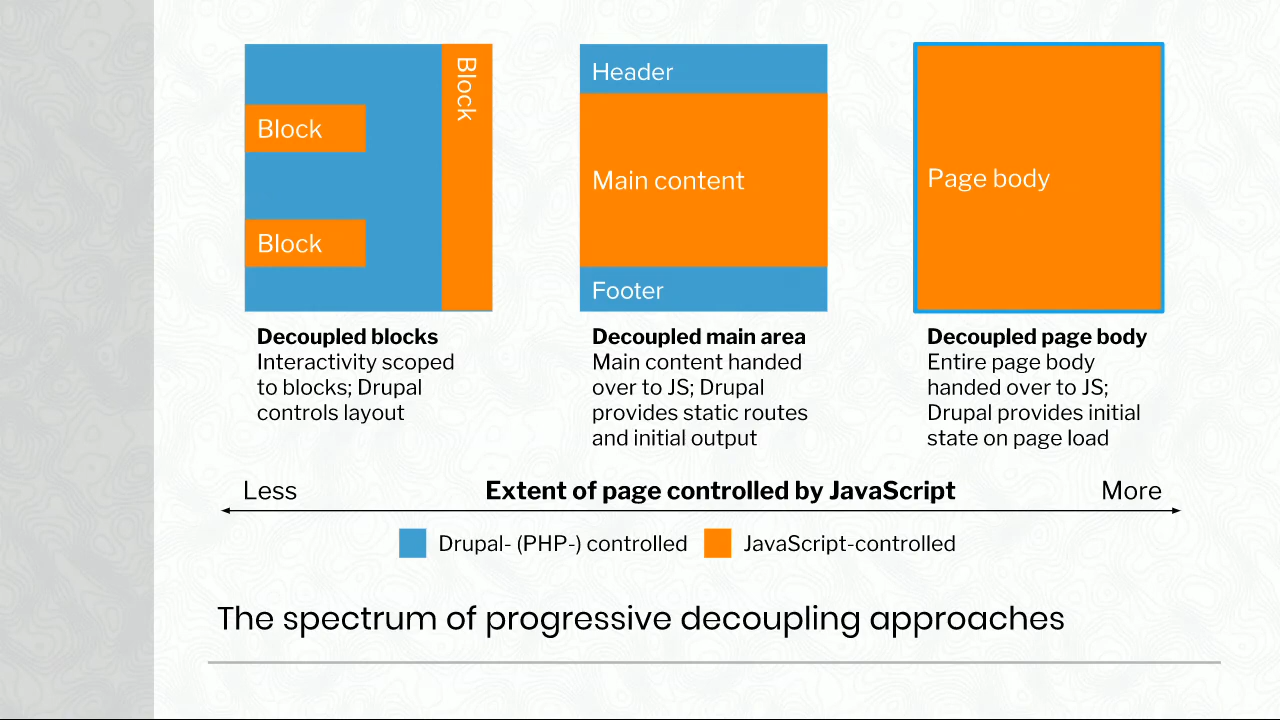 Block
Block
Block
Header
Main content
Footer
Page body
Decoupled blocks
Interactivity scoped
to blocks; Drupal
controls layout
Decoupled main area
Main content handed
over to JS; Drupal
provides static routes
and initial output
Decoupled page body
Entire page body
handed over to JS;
Drupal provides initial
state on page load
Less
Extent of page controlled by JavaScript
More
Drupal- (PHP-) controlled
JavaScript-controlled
The spectrum of progressive decoupling approaches